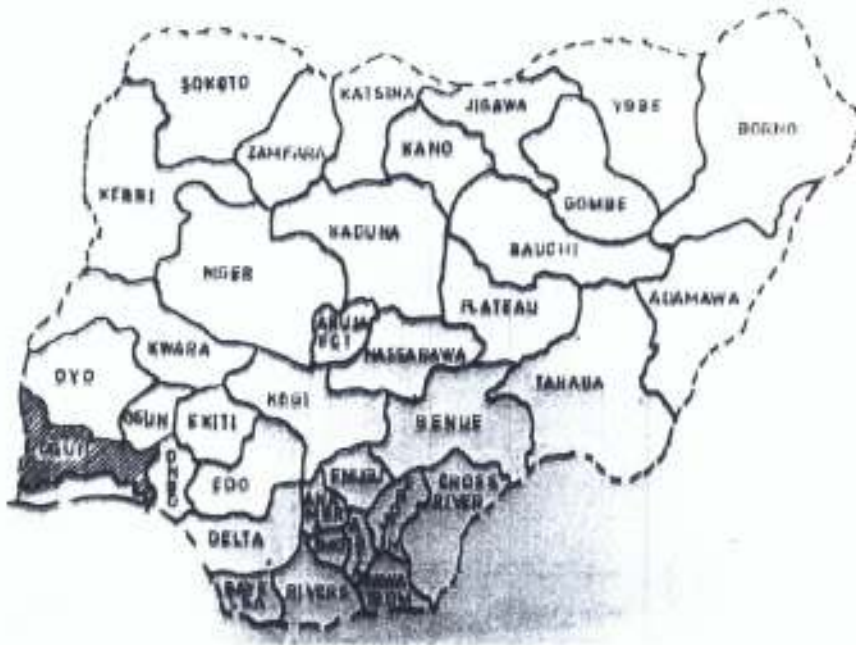 SOKOTO
KATSINA
JIGAWA
YOBE
BORNO
ZAMFARA
KANO
KEBBI
GOMBE
KADUNA
BAUCHI
NIGER
PLATEAU
ADAMAWA
ABUJA
FCT
NASSARAWA
KWARA
OYO
TARABA
KOGI
BENUE
EKITI
ONDO
EDO
ENUGU
CROSS
RIVER
DELTA
RIVERS